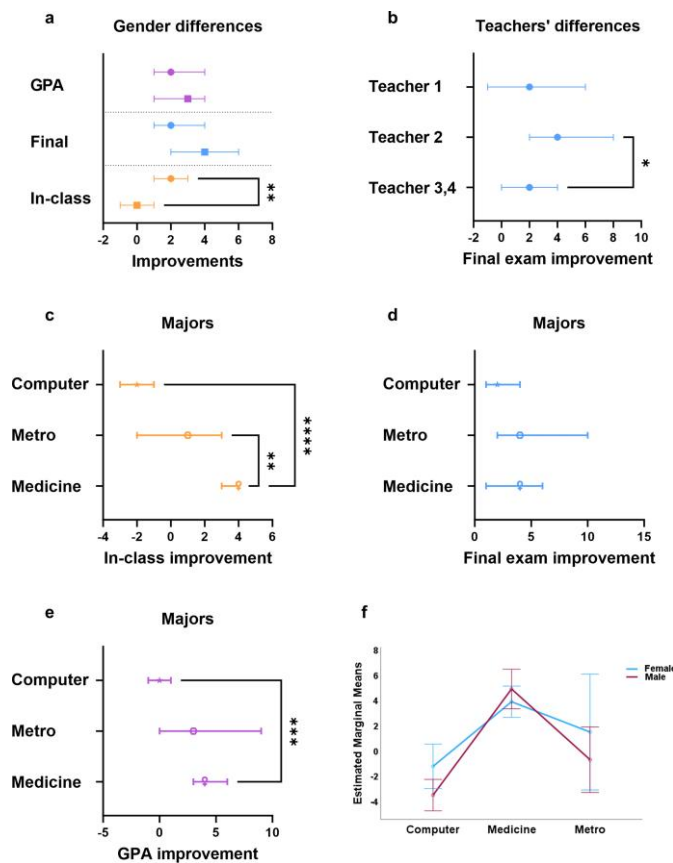 a
Gender differences
GPA
Final
In-class
**
-2 0 2 4 6 8
Improvements
b
Teachers' differences
Teacher 1
Teacher 2
Teacher 3,4
*
-2 0 2 4 6 8 10
Final exam improvement
c
Majors
Computer
Metro
Medicine
**
****
-4 -2 0 2 4 6
In-class improvement
d
Majors
Computer
Metro
Medicine
0 5 10 15
Final exam improvement
e
Majors
Computer
Metro
Medicine
***
-5 0 5 10
GPA improvement
f
Estimated Marginal Means
8
6
4
2
0
-2
-4
Computer Medicine Metro
Female
Male